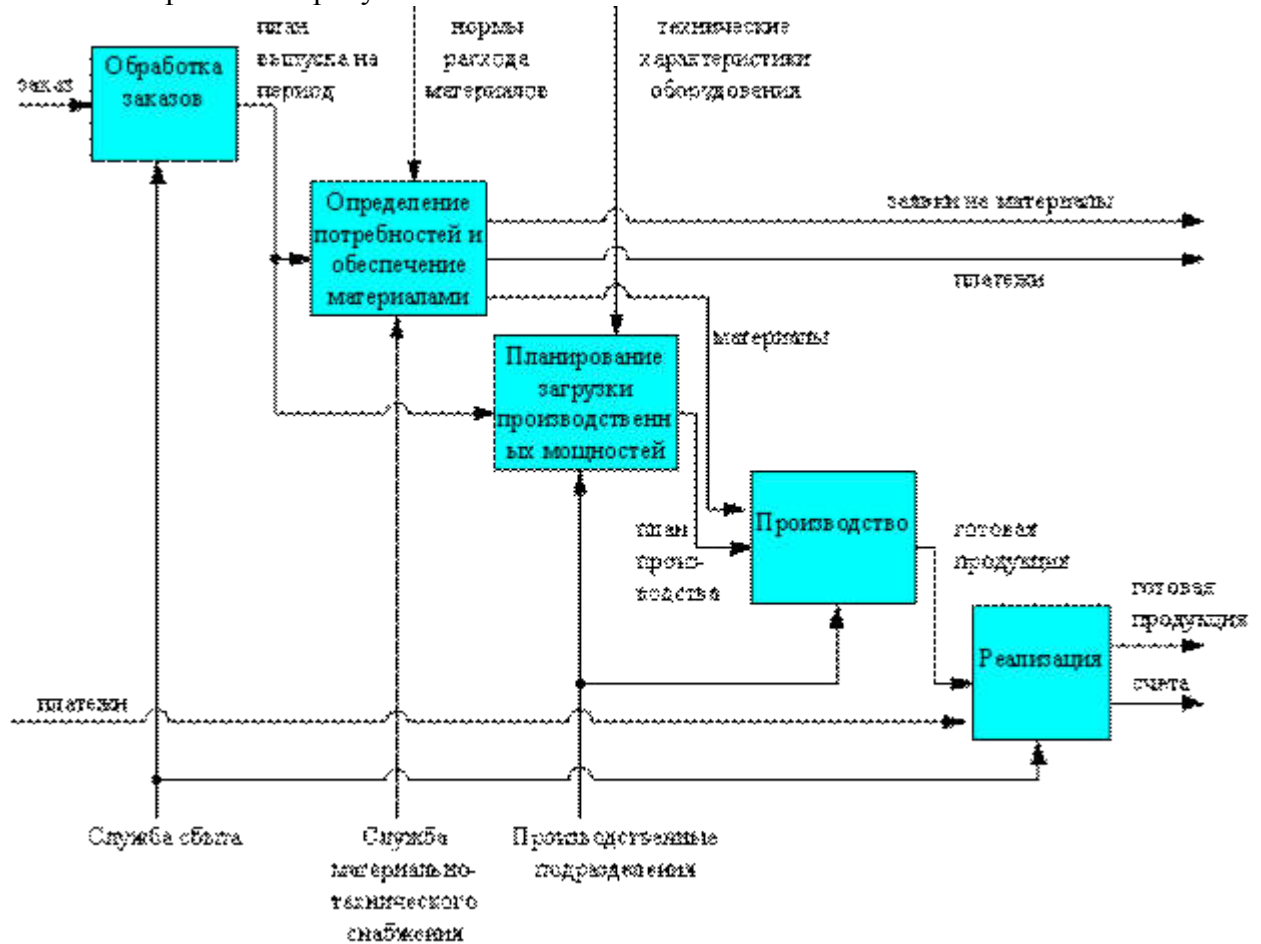 план
выпуска на
период
нормы
расхода
материалов
технические
характеристики
оборудования
заказ
Обработка
заказов
Определение
потребностей и
обеспечение
материалами
заявки на материалы
платежи
материалы
Планирование
загрузки
производственн
ых мощностей
план
произ-
водства
Производство
готовая
продукция
готовая
продукция
Реализация
счета
платежи
Служба сбыта
Служба
материально-
технического
снабжения
Производственные
подразделения